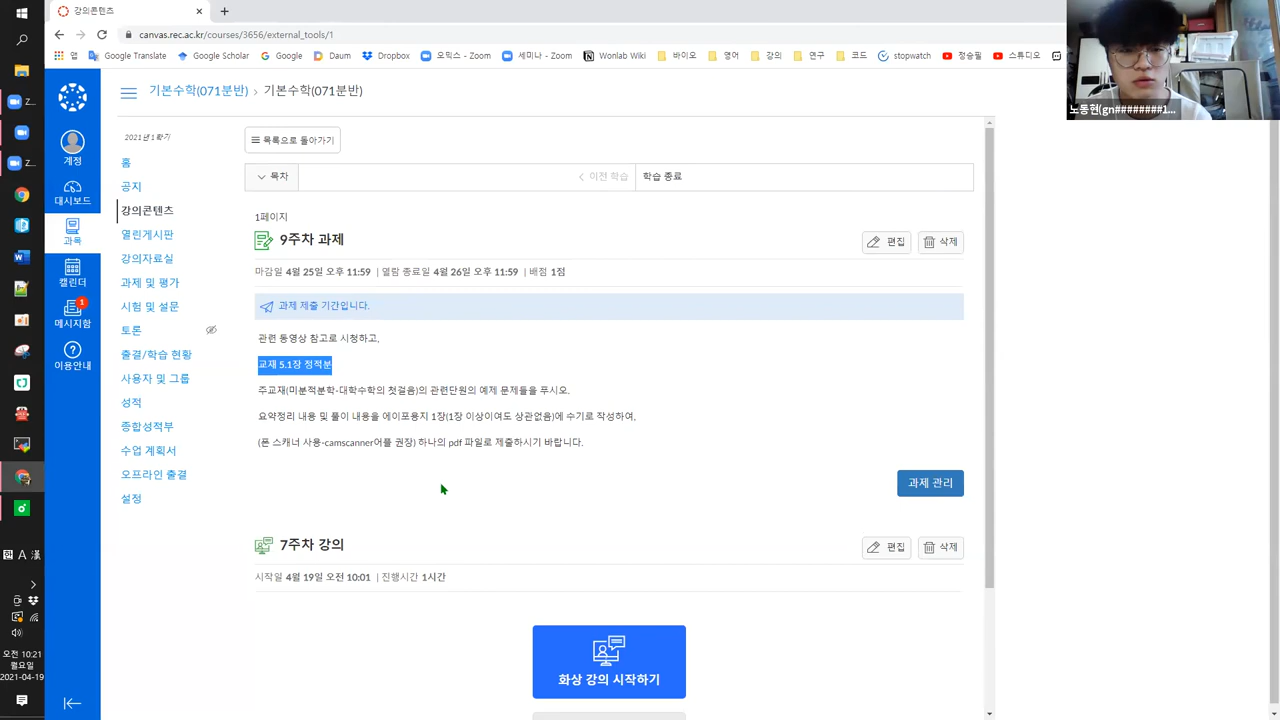 강의콘텐츠
canvas.rec.ac.kr/courses/3656/external_tools/1
앱 Google Translate Google Scholar Google Daum Dropbox 오믹스 - Zoom 세미나 - Zoom Wonlab Wiki 바이오 영어 강의 연구 코드 stopwatch 정승필 스튜디오
노동현(gn########1...
기본수학(071분반) › 기본수학(071분반)
계정
대시보드
과목
캘린더
1
메시지함
이용안내
2021년 1학기
홈
공지
강의콘텐츠
열린게시판
강의자료실
과제 및 평가
시험 및 설문
토론
출결/학습 현황
사용자 및 그룹
성적
종합성적부
수업 계획서
오프라인 출결
설정
목록으로 돌아가기
목차
이전 학습
학습 종료
1페이지
9주차 과제
편집
삭제
마감일 4월 25일 오후 11:59 | 열람 종료일 4월 26일 오후 11:59 | 배점 1점
과제 제출 기간입니다.
관련 동영상 참고로 시청하고,
교재 5.1장 정적분
주교재(미분적분학-대학수학의 첫걸음)의 관련단원의 예제 문제들을 푸시오.
요약정리 내용 및 풀이 내용을 에이포용지 1장(1장 이상이여도 상관없음)에 수기로 작성하여,
(폰 스캐너 사용-camscanner어플 권장) 하나의 pdf 파일로 제출하시기 바랍니다.
과제 관리
7주차 강의
편집
삭제
시작일 4월 19일 오전 10:01 | 진행시간 1시간
화상 강의 시작하기
Z...
Z...
A 漢
오전 10:21
월요일
2021-04-19